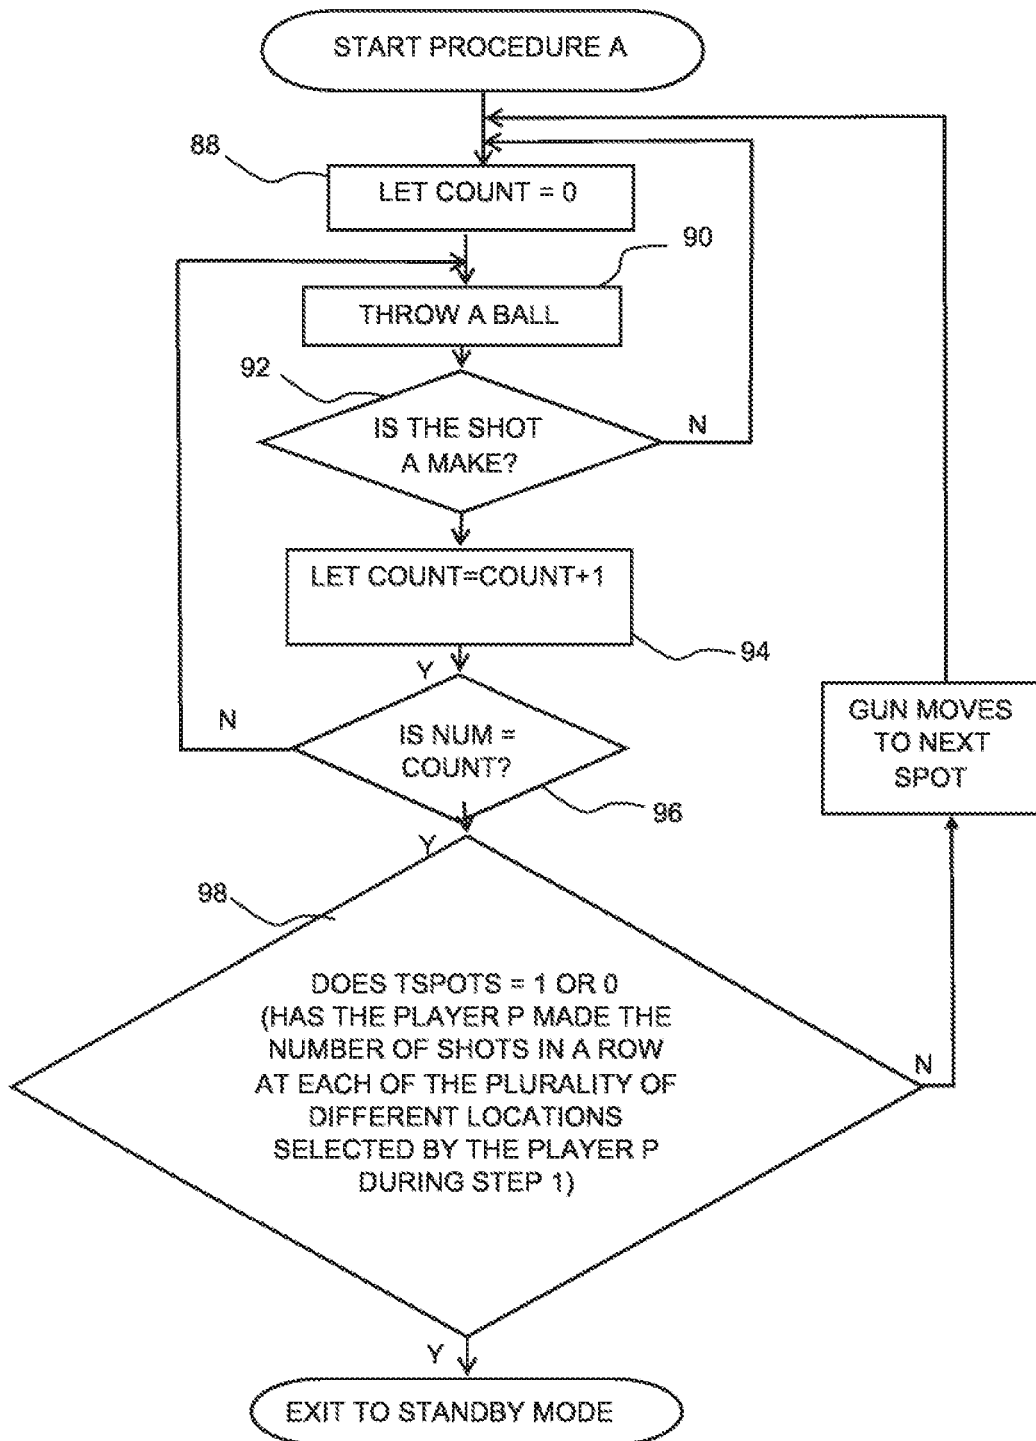 START PROCEDURE A
88
LET COUNT = 0
90
THROW A BALL
92
IS THE SHOT
A MAKE?
N
LET COUNT=COUNT+1
94
Y
N
IS NUM =
COUNT?
96
GUN MOVES
TO NEXT
SPOT
Y
98
DOES TSPOTS = 1 OR 0
(HAS THE PLAYER P MADE THE
NUMBER OF SHOTS IN A ROW
AT EACH OF THE PLURALITY OF
DIFFERENT LOCATIONS
SELECTED BY THE PLAYER P
DURING STEP 1)
N
Y
EXIT TO STANDBY MODE